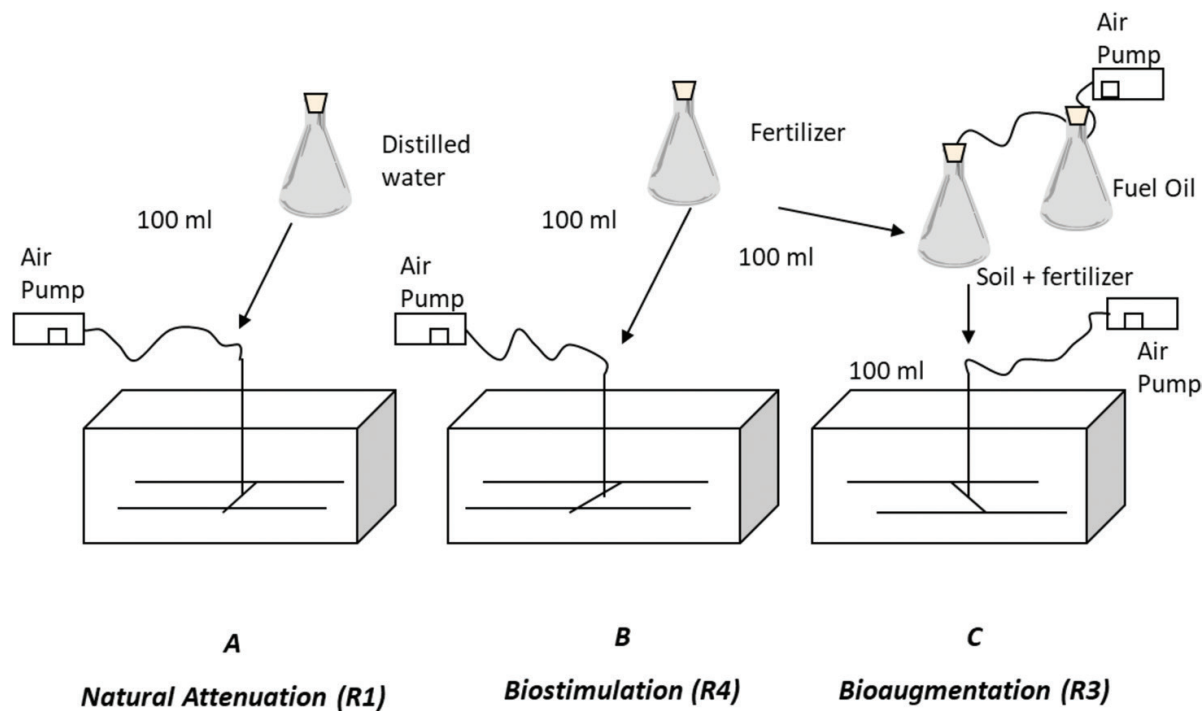 Air
Pump
Distilled
water
Fertilizer
Fuel Oil
100 ml
100 ml
100 ml
Air
Pump
Air
Pump
Soil + fertilizer
Air
Pump
100 ml
A
B
C
Natural Attenuation (R1)
Biostimulation (R4)
Bioaugmentation (R3)